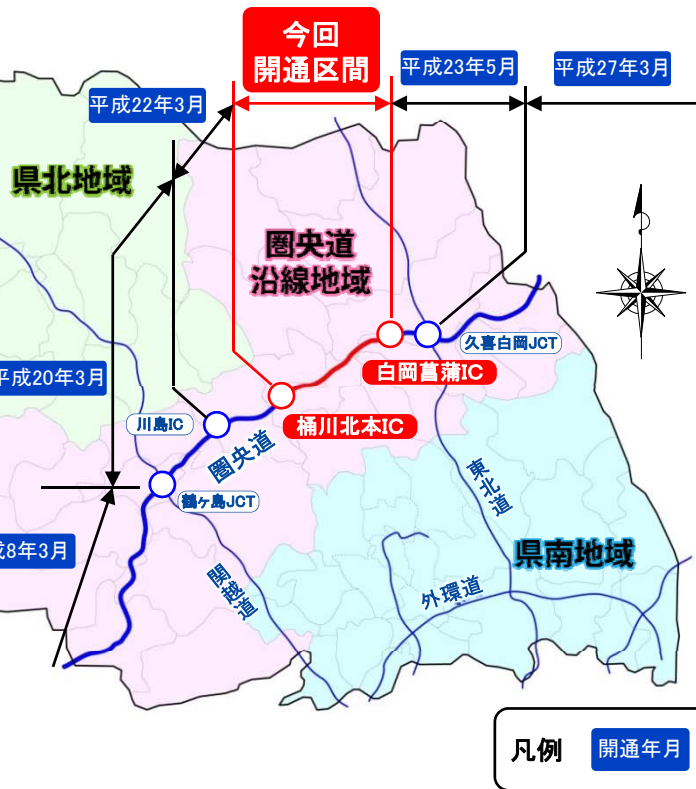 今回
開通区間
平成23年5月
平成27年3月
平成22年3月
県北地域
圏央道
沿線地域
久喜白岡JCT
平成20年3月
白岡菖蒲IC
川島IC
桶川北本IC
圏央道
東北道
鶴ヶ島JCT
成8年3月
県南地域
関越道
外環道
凡例
開通年月